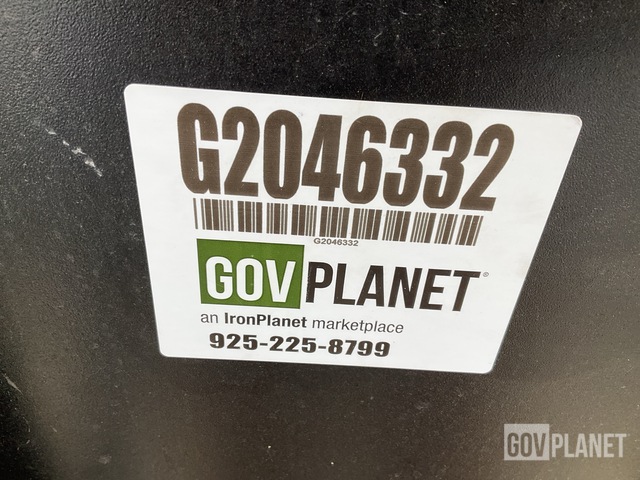 G2046332
G2046332
GOVPLANET®
an IronPlanet marketplace
925-225-8799
GOVPLANET